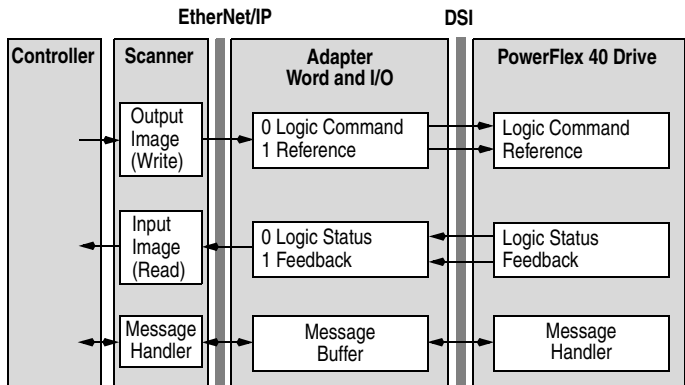 EtherNet/IP
DSI
Controller
Scanner
Adapter
Word and I/O
PowerFlex 40 Drive
Output
Image
(Write)
0 Logic Command
1 Reference
Logic Command
Reference
Input
Image
(Read)
0 Logic Status
1 Feedback
Logic Status
Feedback
Message
Handler
Message
Buffer
Message
Handler